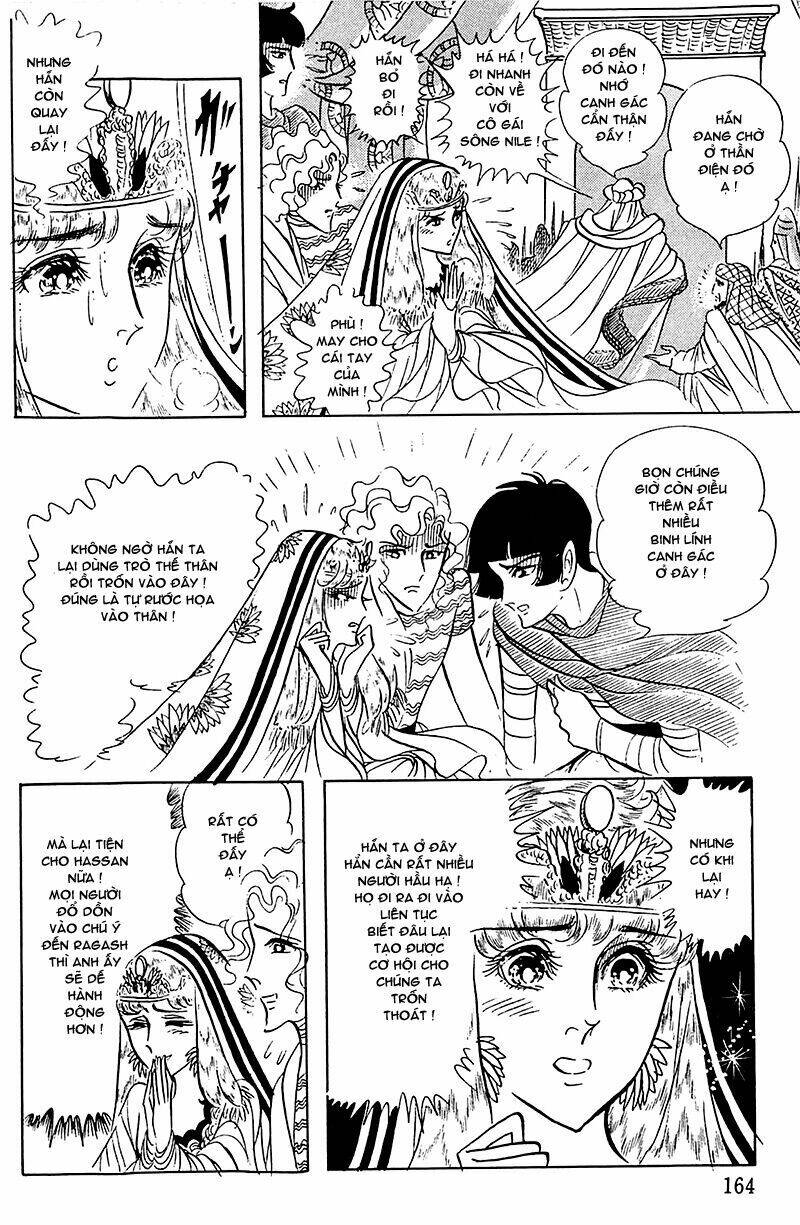 HẮN
ĐANG CHỜ
Ở THẦN
ĐIỆN ĐÓ
Ạ !
ĐI ĐẾN
ĐÓ NÀO !
NHỚ
CANH GÁC
CẨN THẬN
ĐẤY !
HÁ HÁ !
ĐI NHANH
CÒN VỀ
VỚI
CÔ GÁI
SÔNG NILE !
HẮN
BỎ
ĐI
RỒI !
PHÙ !
MAY CHO
CÁI TAY
CỦA
MÌNH !
NHƯNG
HẮN
CÒN
QUAY
LẠI
ĐẤY !
ガチャー
BỌN CHÚNG
GIỜ CÒN ĐIỀU
THÊM RẤT
NHIỀU
BINH LÍNH
CANH GÁC
Ở ĐÂY !
KHÔNG NGỜ HẮN TA
LẠI DÙNG TRÒ THẾ THÂN
RỒI TRỐN VÀO ĐÂY !
ĐÚNG LÀ TỰ RƯỚC HỌA
VÀO THÂN !
NHƯNG
CÓ KHI
LẠI
HAY !
HẮN TA Ở ĐÂY
HẲN CẦN RẤT NHIỀU
NGƯỜI HẦU HẠ !
HỌ ĐI RA ĐI VÀO
LIÊN TỤC
BIẾT ĐÂU LẠI
TẠO ĐƯỢC
CƠ HỘI CHO
CHÚNG TA
TRỐN
THOÁT !
RẤT CÓ
THỂ
ĐẤY
Ạ !
MÀ LẠI TIỆN
CHO HASSAN
NỮA !
MỌI NGƯỜI
ĐỔ DỒN
VÀO CHÚ Ý
ĐẾN RAGASH
THÌ ANH ẤY
SẼ DỄ
HÀNH
ĐỘNG
HƠN !
164